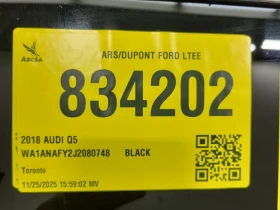 ADESA
ARS/DUPONT FORD LTEE
834202
2018 AUDI Q5
WA1ANAFY2J2080748 BLACK
Toronto
11/25/2025 15:59:02 MV